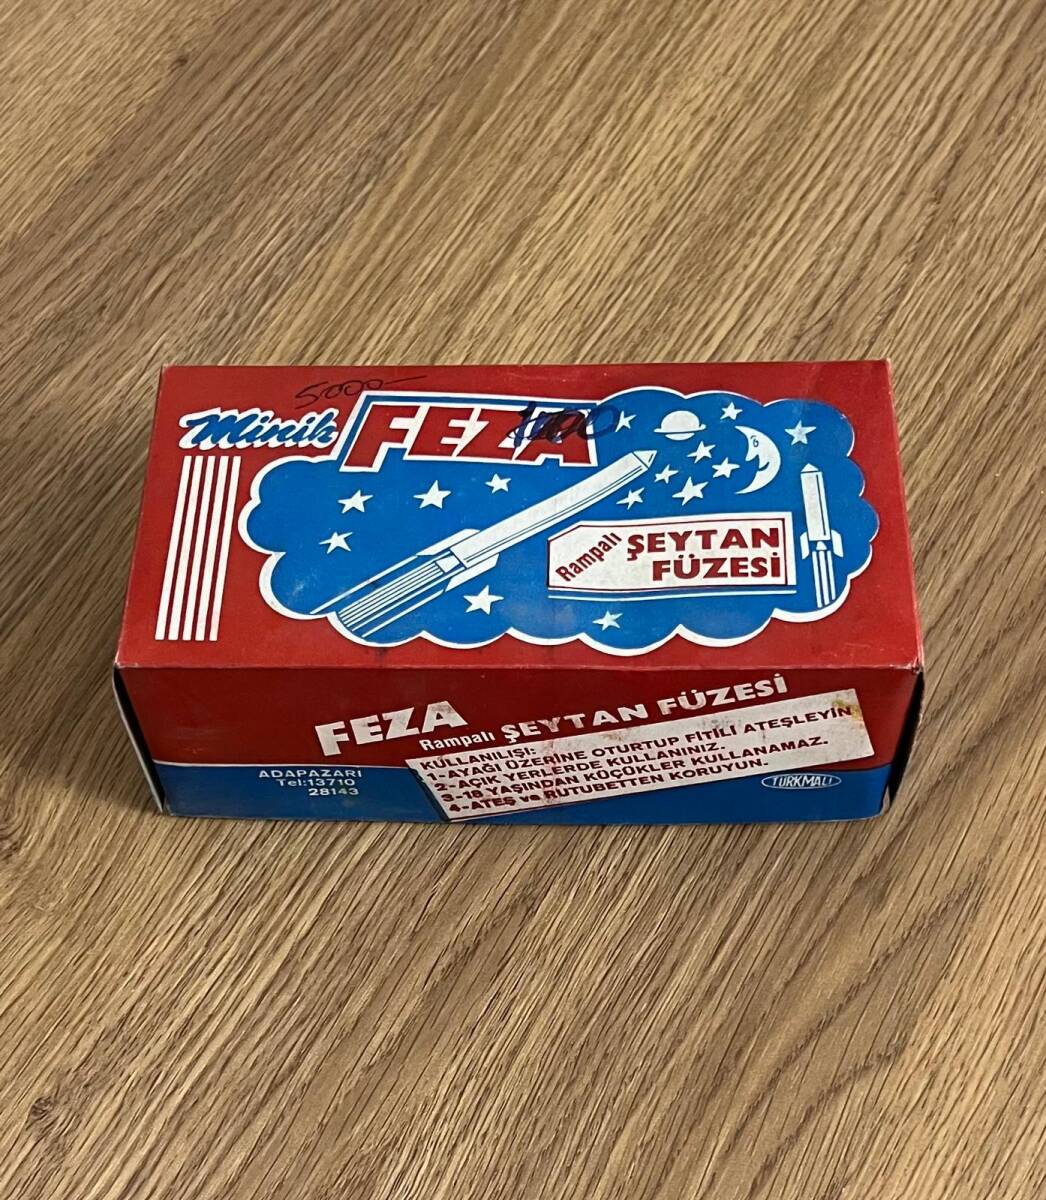 5000-
Minik FEZA
Rampalı ŞEYTAN
FÜZESİ
FEZA Rampalı ŞEYTAN FÜZESİ
KULLANILIŞI:
1-AYAĞI ÜZERİNE OTURTUP FİTİLİ ATEŞLEYİN
2-AÇIK YERLERDE KULLANINIZ.
3-18 YAŞINDAN KÜÇÜKLER KULLANAMAZ.
4-ATEŞ ve RUTUBETTEN KORUYUN.
ADAPAZARI
Tel:13710
28143
TÜRKMALI